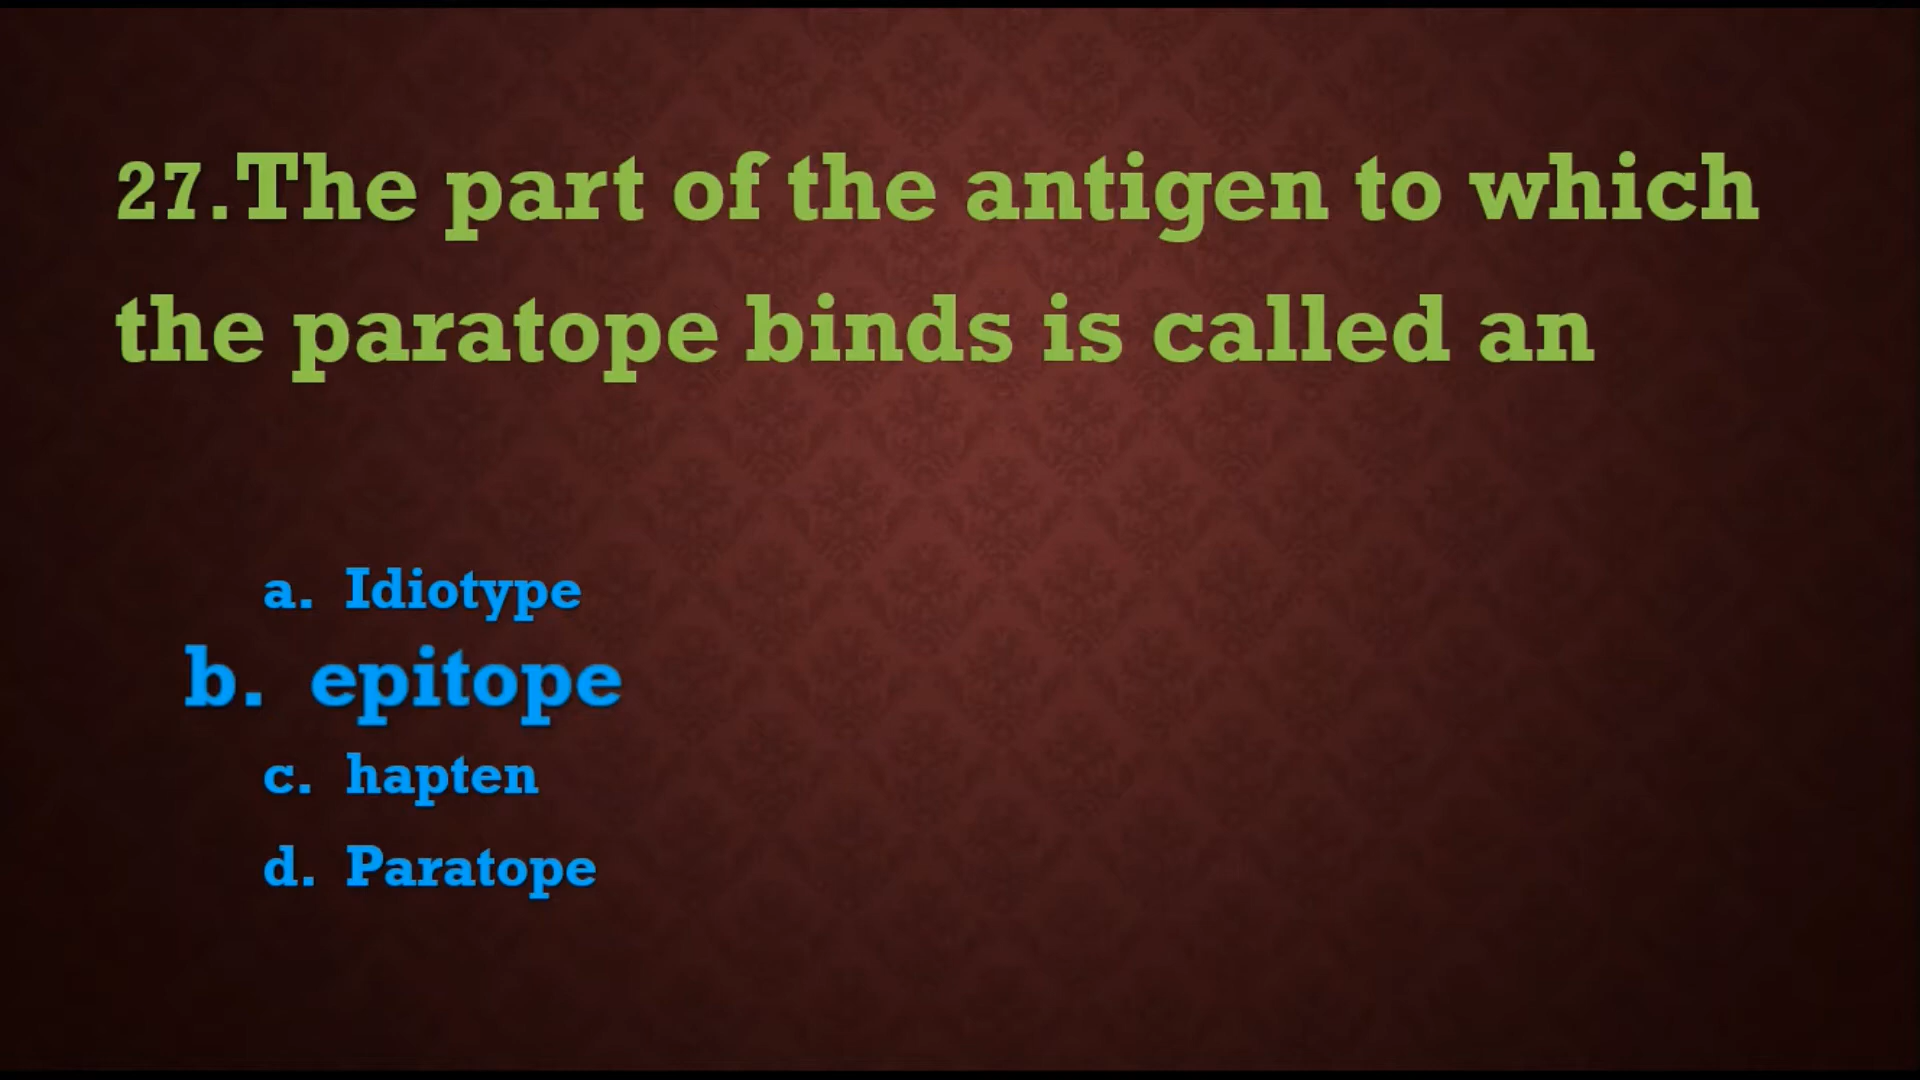 27.The part of the antigen to which
the paratope binds is called an
a. Idiotype
b. epitope
c. hapten
d. Paratope